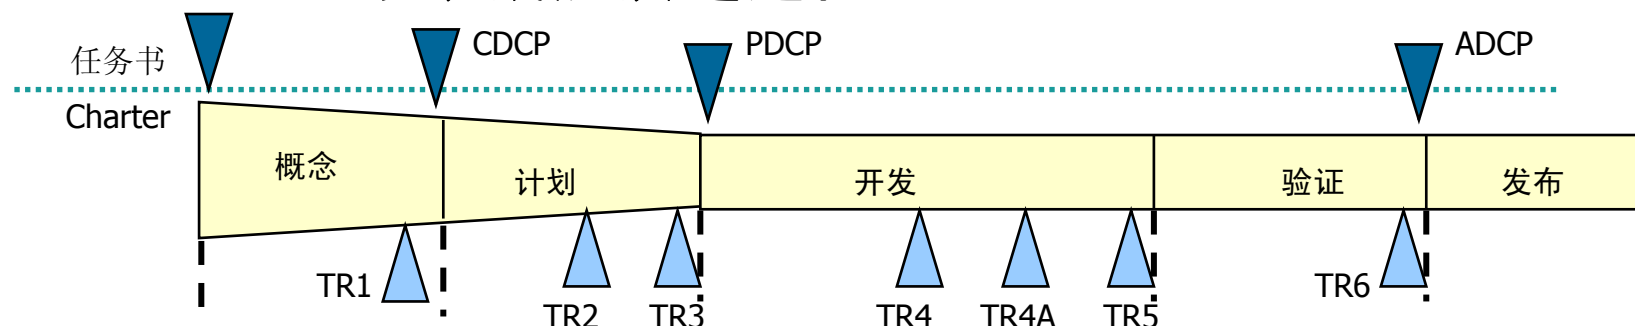 任务书
CDCP
PDCP
ADCP
Charter
概念
计划
开发
验证
发布
TR1
TR2
TR3
TR4
TR4A
TR5
TR6